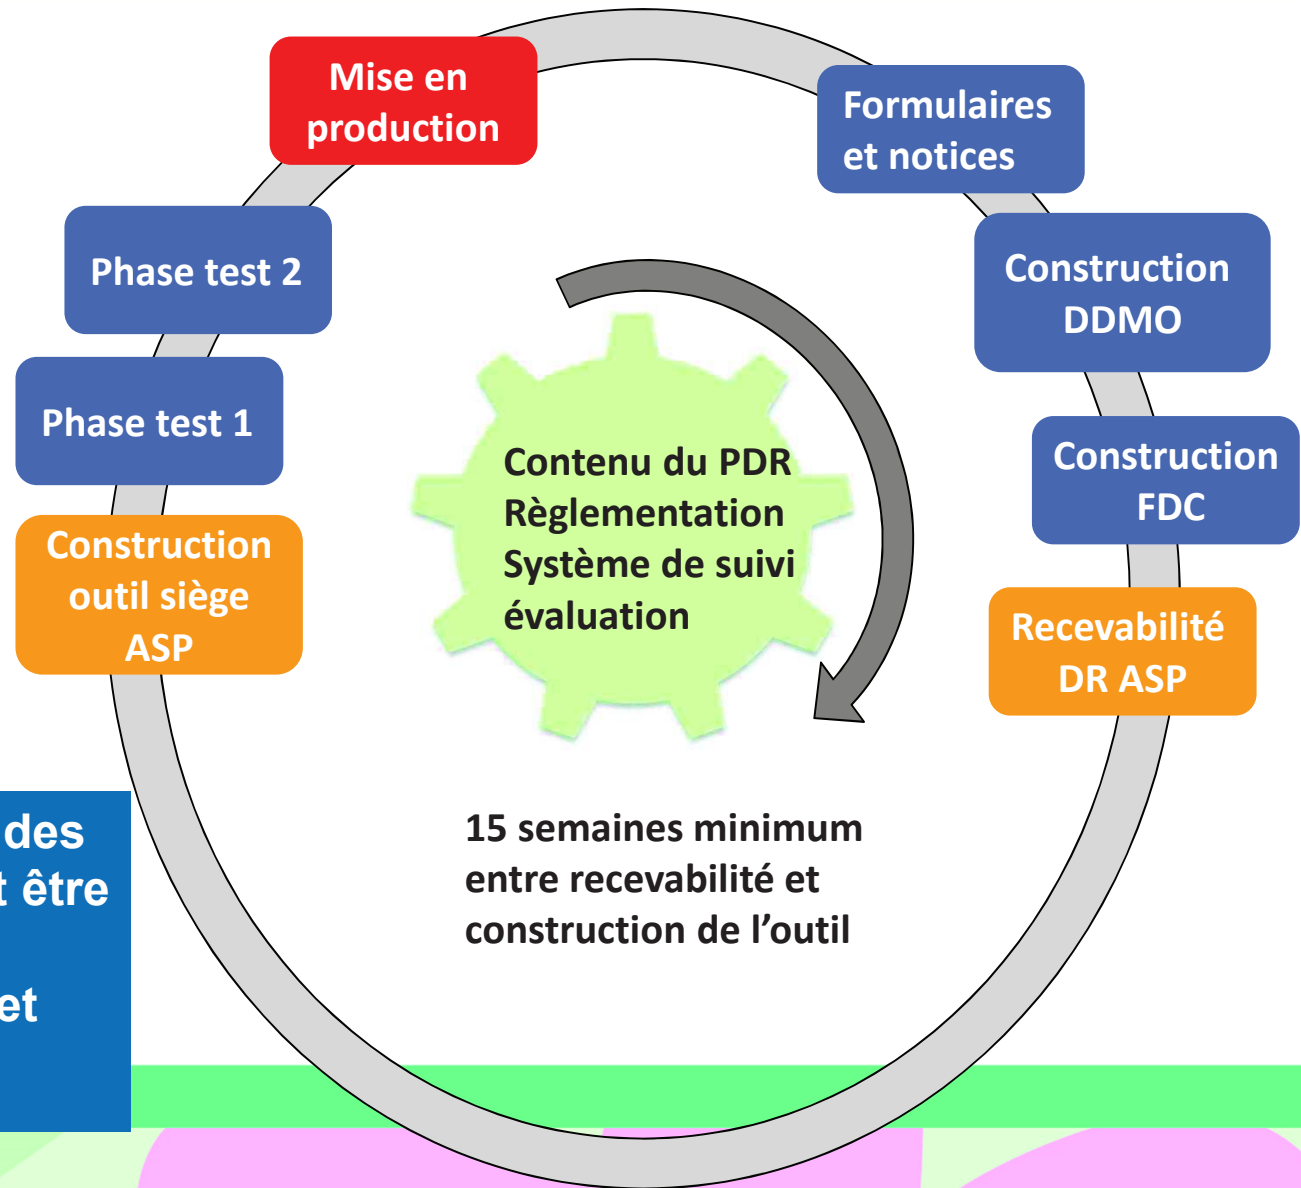 Mise en
production
Formulaires
et notices
Construction
DDMO
Construction
FDC
Recevabilité
DR ASP
Construction
outil siège
ASP
Phase test 1
Phase test 2
Contenu du PDR
Règlementation
Système de suivi
évaluation
15 semaines minimum
entre recevabilité et
construction de l’outil
des
t être
et